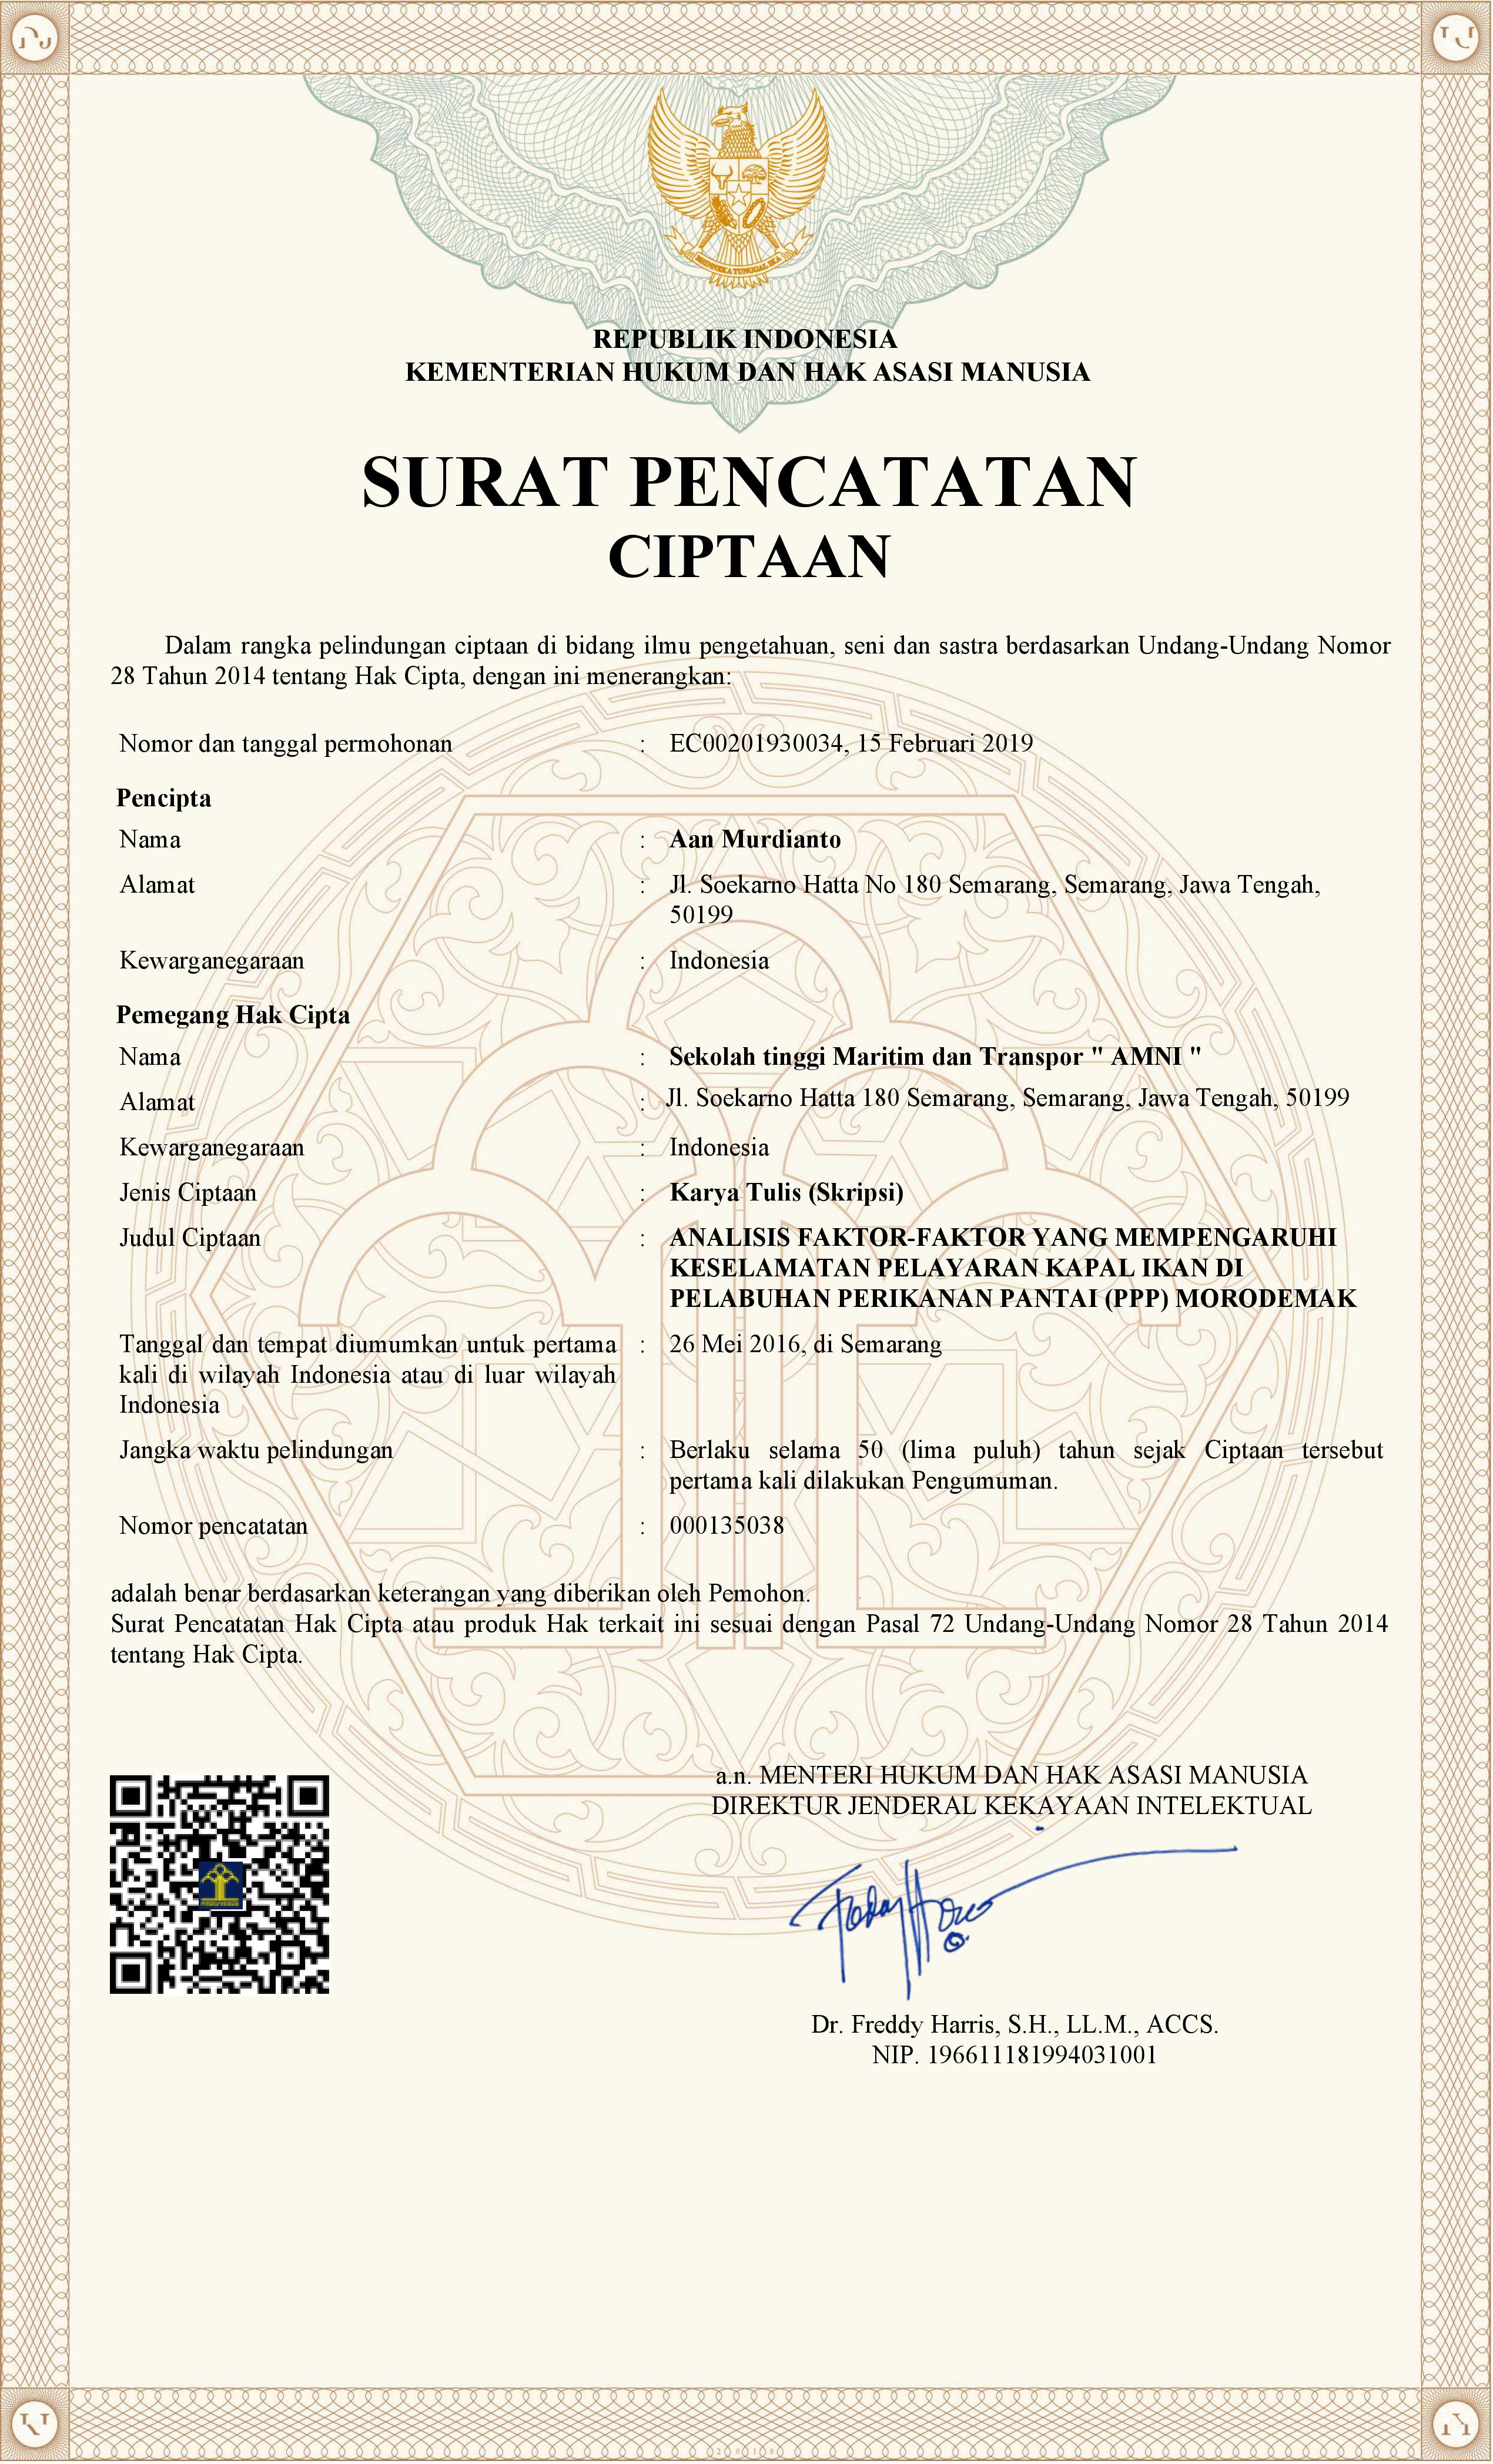 BHINNEKA TUNGGAL IKA
REPUBLIK INDONESIA
KEMENTERIAN HUKUM DAN HAK ASASI MANUSIA
SURAT PENCATATAN
CIPTAAN
Dalam rangka pelindungan ciptaan di bidang ilmu pengetahuan, seni dan sastra berdasarkan Undang-Undang Nomor
28 Tahun 2014 tentang Hak Cipta, dengan ini menerangkan:
Nomor dan tanggal permohonan : EC00201930034, 15 Februari 2019
Pencipta
Nama : Aan Murdianto
Alamat : Jl. Soekarno Hatta No 180 Semarang, Semarang, Jawa Tengah,
50199
Kewarganegaraan : Indonesia
Pemegang Hak Cipta
Nama : Sekolah tinggi Maritim dan Transpor " AMNI "
Alamat : Jl. Soekarno Hatta 180 Semarang, Semarang, Jawa Tengah, 50199
Kewarganegaraan : Indonesia
Jenis Ciptaan : Karya Tulis (Skripsi)
Judul Ciptaan : ANALISIS FAKTOR-FAKTOR YANG MEMPENGARUHI
KESELAMATAN PELAYARAN KAPAL IKAN DI
PELABUHAN PERIKANAN PANTAI (PPP) MORODEMAK
Tanggal dan tempat diumumkan untuk pertama : 26 Mei 2016, di Semarang
kali di wilayah Indonesia atau di luar wilayah
Indonesia
Jangka waktu pelindungan : Berlaku selama 50 (lima puluh) tahun sejak Ciptaan tersebut
pertama kali dilakukan Pengumuman.
Nomor pencatatan : 000135038
adalah benar berdasarkan keterangan yang diberikan oleh Pemohon.
Surat Pencatatan Hak Cipta atau produk Hak terkait ini sesuai dengan Pasal 72 Undang-Undang Nomor 28 Tahun 2014
tentang Hak Cipta.
a.n. MENTERI HUKUM DAN HAK ASASI MANUSIA
DIREKTUR JENDERAL KEKAYAAN INTELEKTUAL
Dr. Freddy Harris, S.H., LL.M., ACCS.
NIP. 196611181994031001